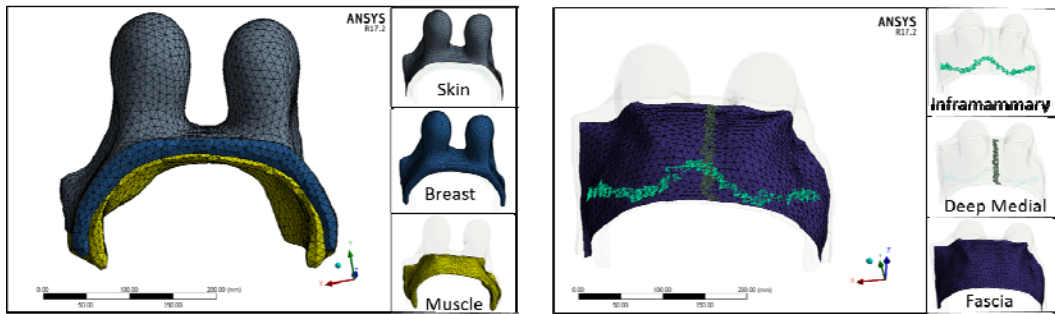 ANSYS
R17.2
Skin
Breast
Muscle
Y
X
0.00 100.00 200.00 (mm)
50.00 150.00
ANSYS
R17.2
Inframammary
Deep Medial
Fascia
Z
X
0.00 100.00 200.00 (mm)
50.00 150.00